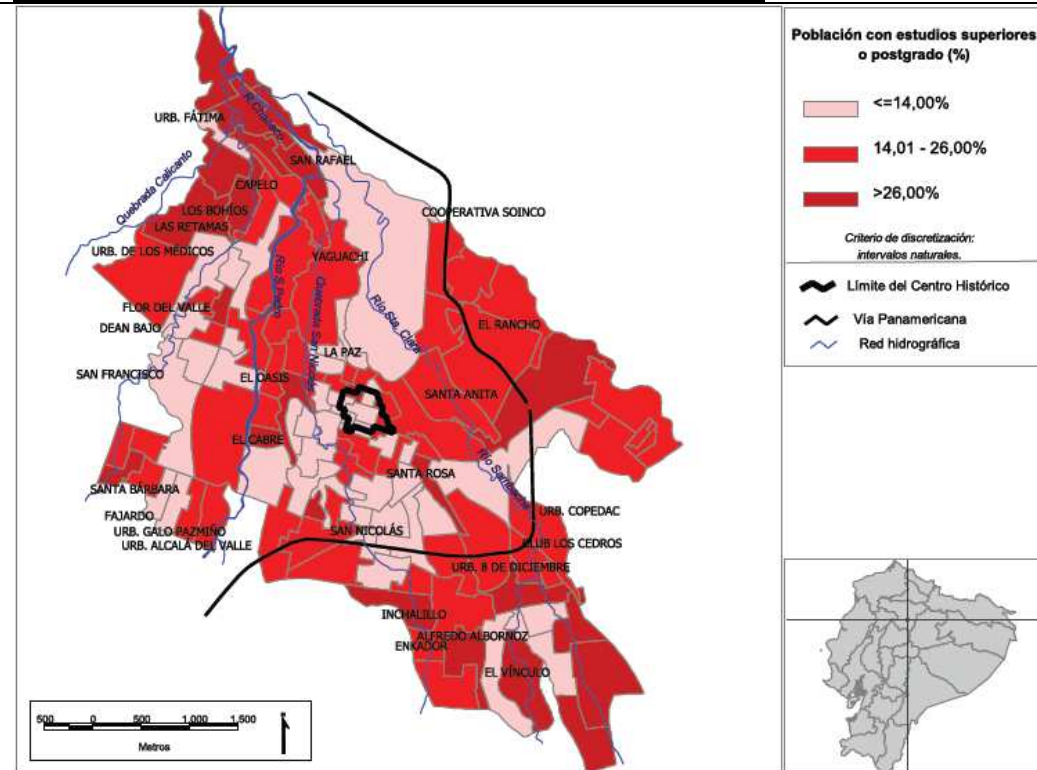 Población con estudios superiores
o postgrado (%)
<=14,00%
14,01 - 26,00%
>26,00%
Criterio de discretización:
intervalos naturales.
Límite del Centro Histórico
Vía Panamericana
Red hidrográfica
URB. FÁTIMA
SAN RAFAEL
Quebrada Calicanto
CAPELO
LOS BOHÍOS
COOPERATIVA SOINCO
LAS RETAMAS
URB. DE LOS MÉDICOS
YAGUACHI
Río S. Pedro
Quebrada San Nicolás
Río Sta. Clara
FLOR DEL VALLE
DEAN BAJO
EL RANCHO
LA PAZ
SAN FRANCISCO
EL OASIS
SANTA ANITA
EL CABRE
SANTA ROSA
SANTA BÁRBARA
FAJARDO
URB. GALO PAZMIÑO
URB. ALCALÁ DEL VALLE
SAN NICOLÁS
URB. COPEDAC
CLUB LOS CEDROS
URB. 8 DE DICIEMBRE
INCHALILLO
ALFREDO ALBORNOZ
ENKADOR
EL VÍNCULO
500 0 500 1.000 1.500
Metros